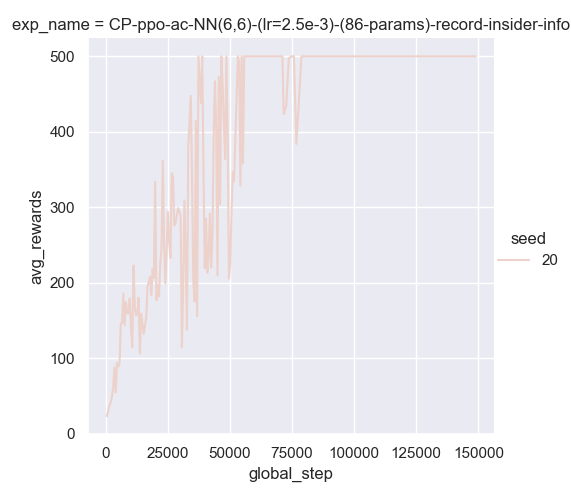 exp_name = CP-ppo-ac-NN(6,6)-(lr=2.5e-3)-(86-params)-record-insider-info
500
400
300
200
100
0
avg_rewards
0 25000 50000 75000 100000 125000 150000
global_step
seed
20